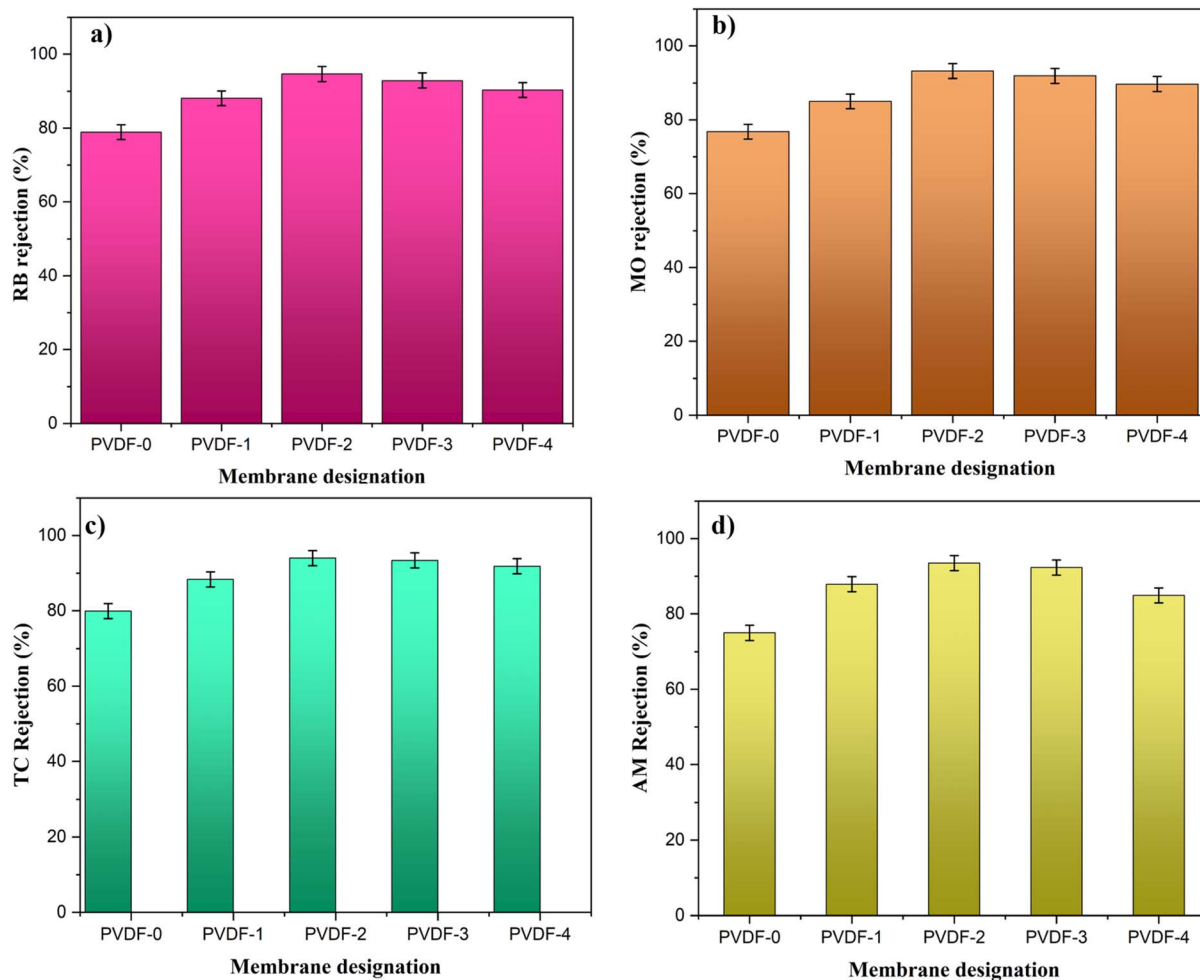 a)
RB rejection (%)
100
80
60
40
20
0
PVDF-0 PVDF-1 PVDF-2 PVDF-3 PVDF-4
Membrane designation
b)
MO rejection (%)
100
80
60
40
20
0
PVDF-0 PVDF-1 PVDF-2 PVDF-3 PVDF-4
Membrane designation
c)
TC Rejection (%)
100
80
60
40
20
0
PVDF-0 PVDF-1 PVDF-2 PVDF-3 PVDF-4
Membrane designation
d)
AM Rejection (%)
100
80
60
40
20
0
PVDF-0 PVDF-1 PVDF-2 PVDF-3 PVDF-4
Membrane designation